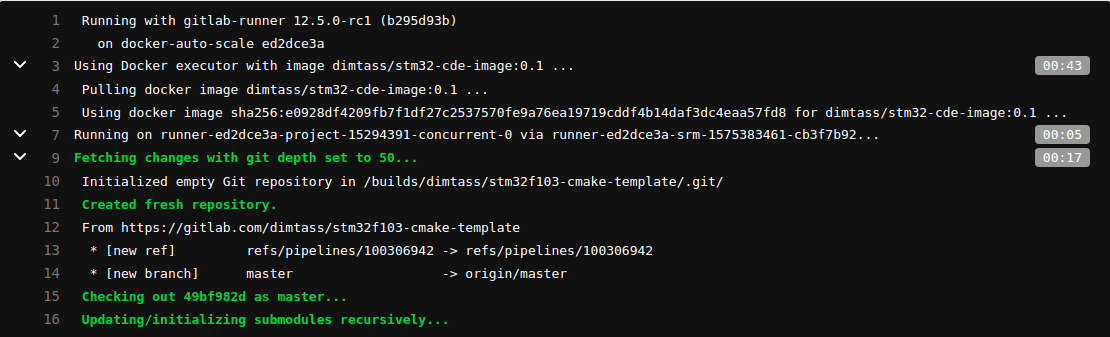 1 Running with gitlab-runner 12.5.0-rc1 (b295d93b)
2 on docker-auto-scale ed2dce3a
3 Using Docker executor with image dimtass/stm32-cde-image:0.1 ... 00:43
4 Pulling docker image dimtass/stm32-cde-image:0.1 ...
5 Using docker image sha256:e0928df4209fb7f1df27c2537570fe9a76ea19719cddf4b14daf3dc4eaa57fd8 for dimtass/stm32-cde-image:0.1 ...
7 Running on runner-ed2dce3a-project-15294391-concurrent-0 via runner-ed2dce3a-srm-1575383461-cb3f7b92... 00:05
9 Fetching changes with git depth set to 50... 00:17
10 Initialized empty Git repository in /builds/dimtass/stm32f103-cmake-template/.git/
11 Created fresh repository.
12 From https://gitlab.com/dimtass/stm32f103-cmake-template
13 * [new ref] refs/pipelines/100306942 -> refs/pipelines/100306942
14 * [new branch] master -> origin/master
15 Checking out 49bf982d as master...
16 Updating/initializing submodules recursively...